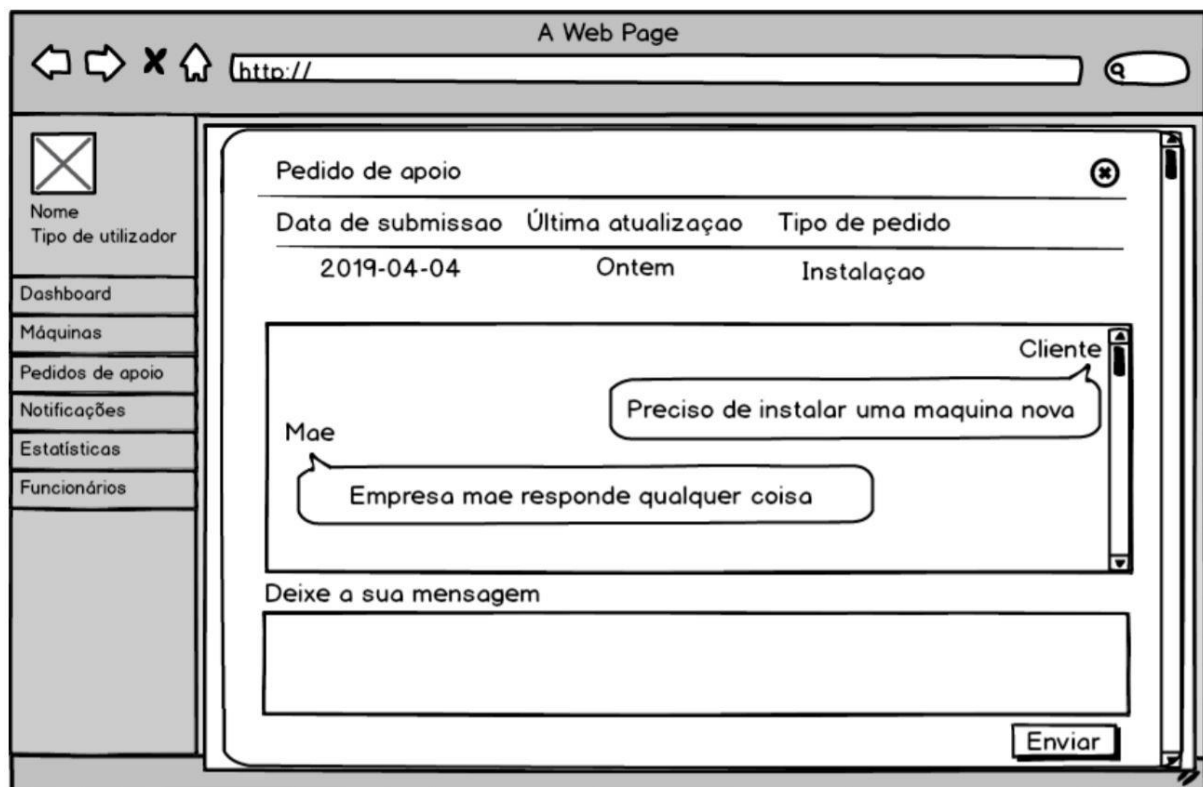 A Web Page
http://
Nome
Tipo de utilizador
Dashboard
Máquinas
Pedidos de apoio
Notificações
Estatísticas
Funcionários
Pedido de apoio
Data de submissao Última atualizaçao Tipo de pedido
2019-04-04 Ontem Instalaçao
Cliente
Preciso de instalar uma maquina nova
Mae
Empresa mae responde qualquer coisa
Deixe a sua mensagem
Enviar